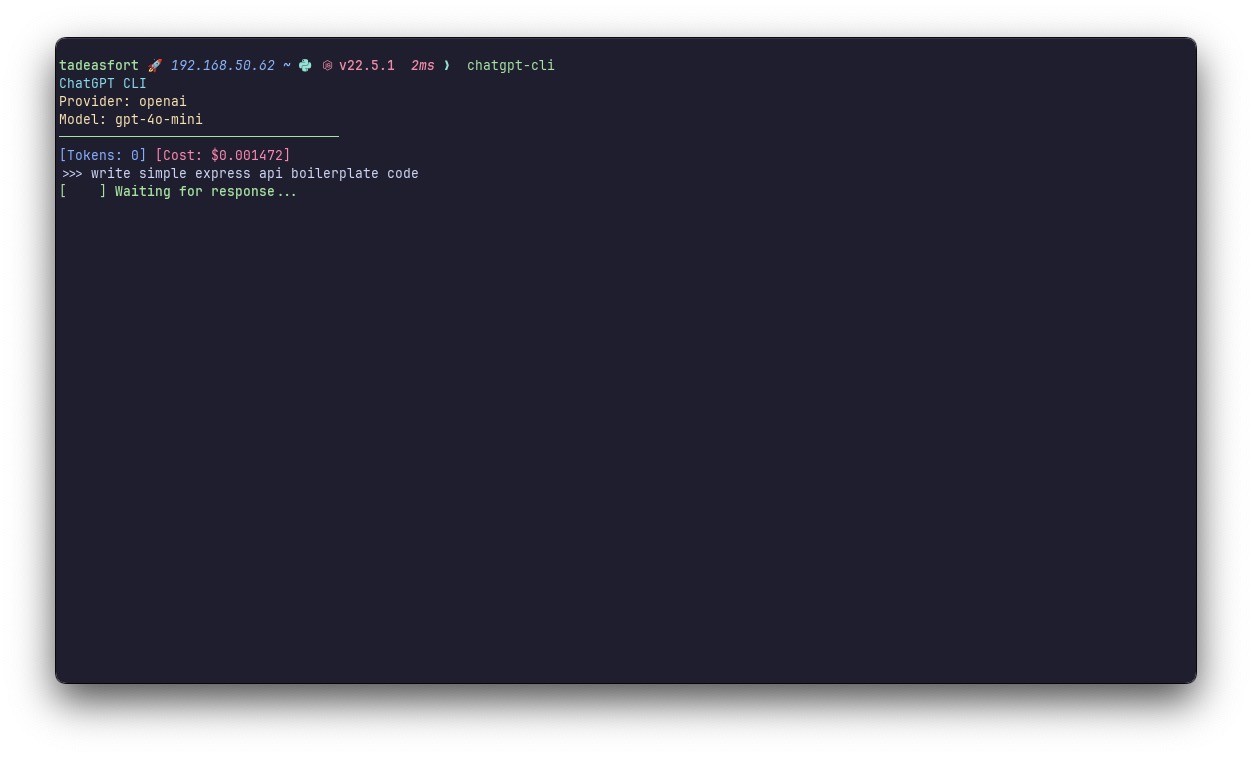 tadeasfort 🚀 192.168.50.62 ~ v22.5.1 2ms ❯ chatgpt-cli
ChatGPT CLI
Provider: openai
Model: gpt-4o-mini
[Tokens: 0] [Cost: $0.001472]
>>> write simple express api boilerplate code
[    ] Waiting for response...